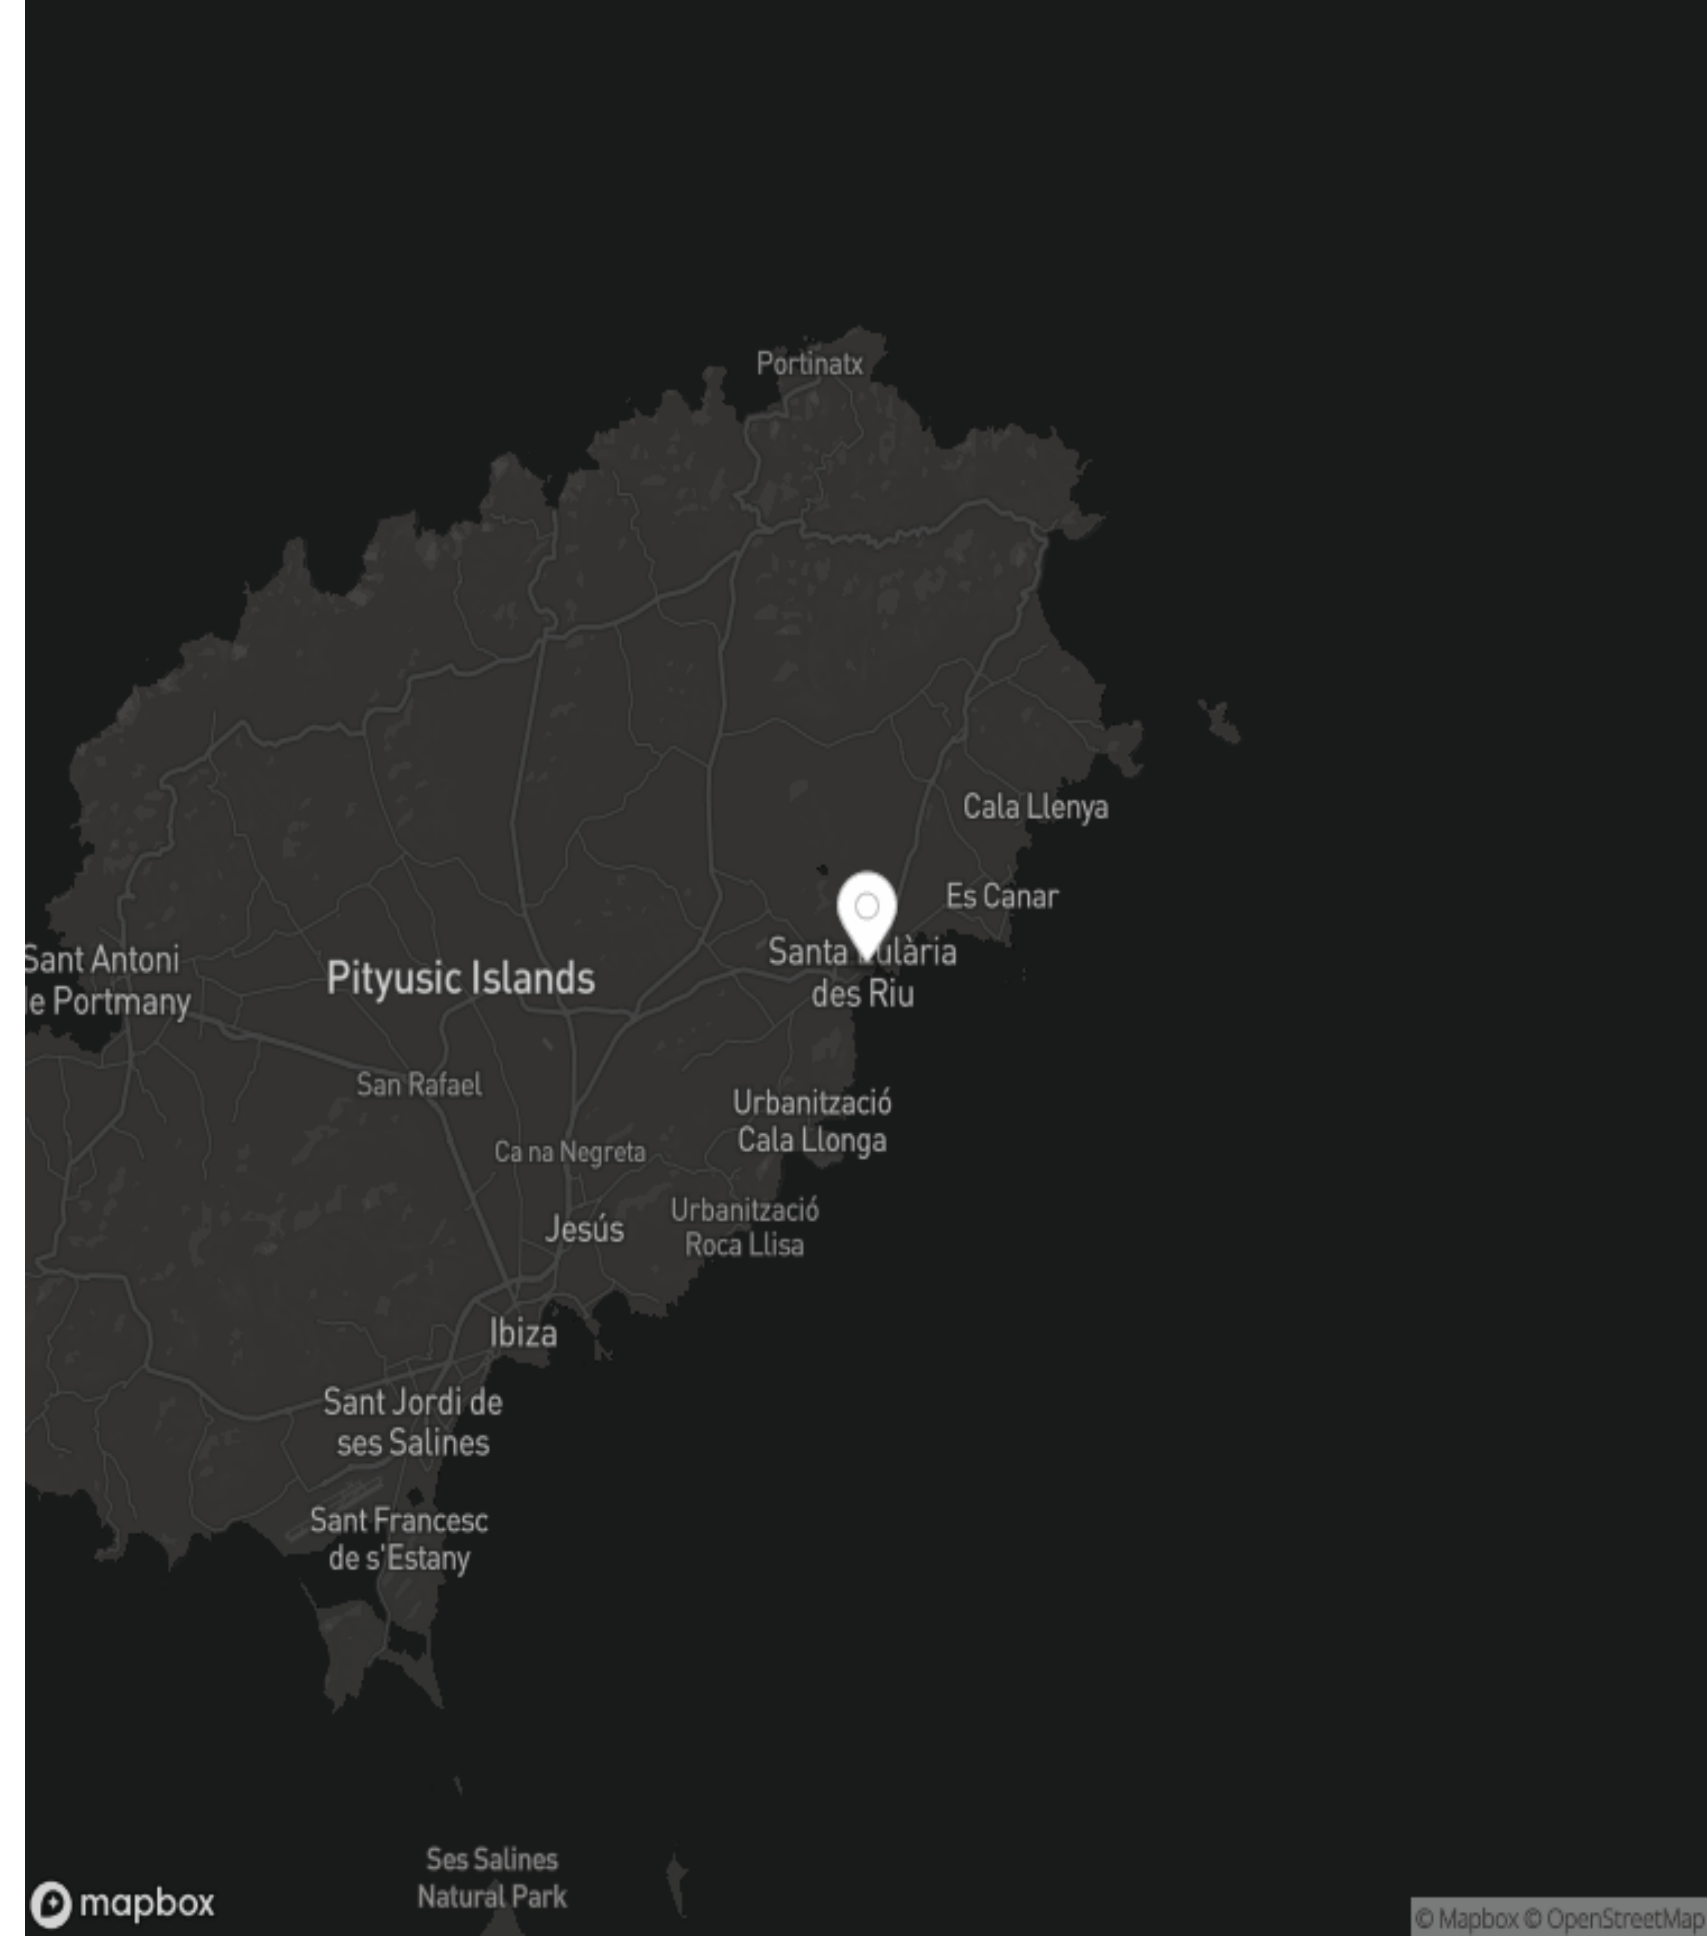 Portinatx
Cala Llenya
Es Canar
Santa Eulària
des Riu
Sant Antoni
de Portmany
Pityusic Islands
San Rafael
Urbanització
Cala Llonga
Ca na Negreta
Urbanització
Roca Llisa
Jesús
Ibiza
Sant Jordi de
ses Salines
Sant Francesc
de s'Estany
Ses Salines
Natural Park
mapbox
© Mapbox © OpenStreetMap